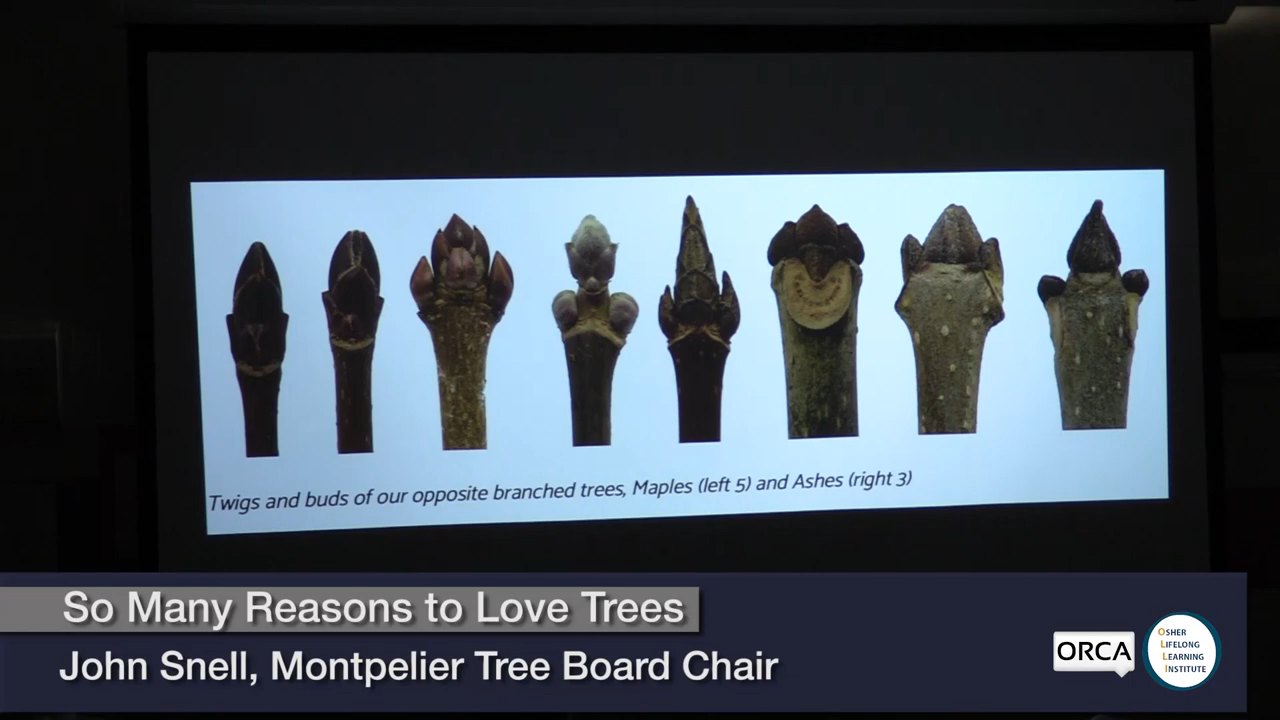 Twigs and buds of our opposite branched trees, Maples (left 5) and Ashes (right 3)
So Many Reasons to Love Trees
John Snell, Montpelier Tree Board Chair
ORCA
OSHER
LIFELONG
LEARNING
INSTITUTE